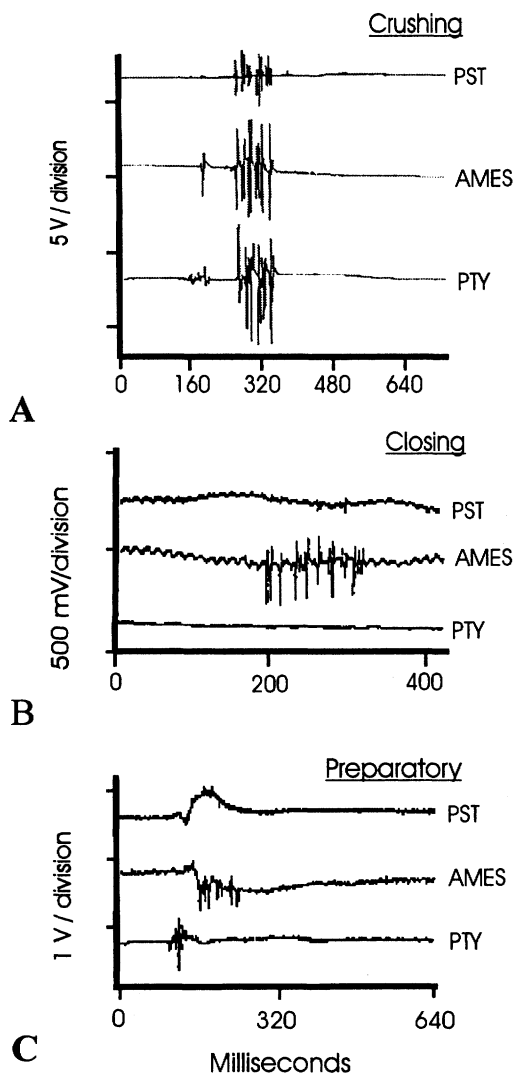 Crushing
PST
AMES
PTY
5 V / division
0 160 320 480 640
A
Closing
PST
AMES
PTY
500 mV/division
0 200 400
B
Preparatory
PST
AMES
PTY
1 V / division
0 320 640
C
Milliseconds